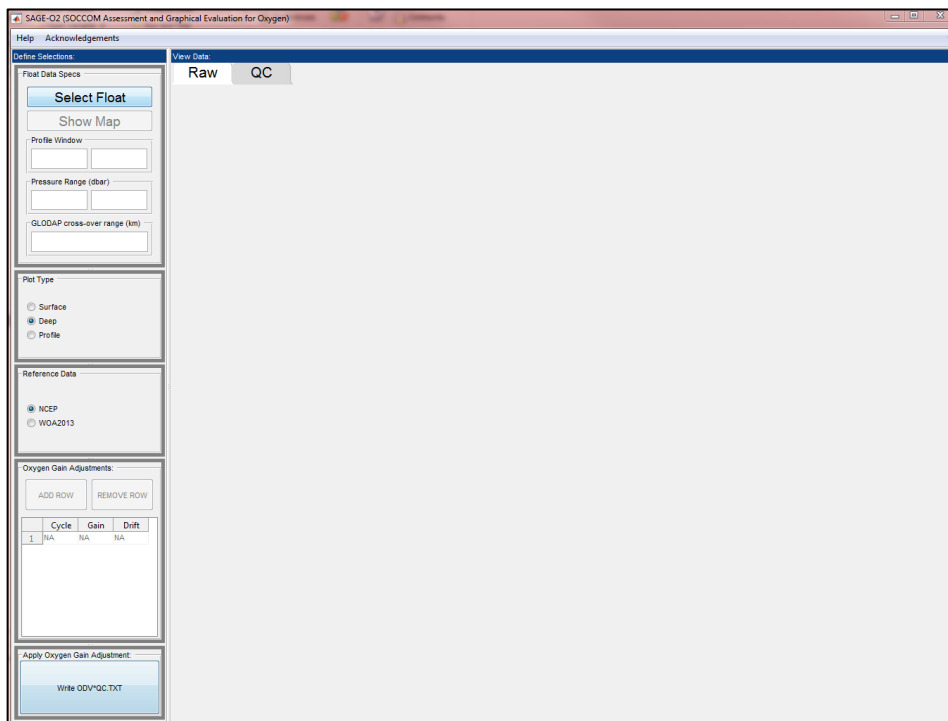 SAGE-O2 (SOCCOM Assessment and Graphical Evaluation for Oxygen)
Help Acknowledgements
Define Selections:
View Data:
Raw QC
Float Data Specs
Select Float
Show Map
Profile Window
Pressure Range (dbar)
GLODAP cross-over range (km)
Plot Type
Surface
Deep
Profile
Reference Data
NCEP
WOA2013
Oxygen Gain Adjustments:
ADD ROW REMOVE ROW
Cycle Gain Drift
1 NA NA NA
Apply Oxygen Gain Adjustment:
Write ODV*QC.TXT